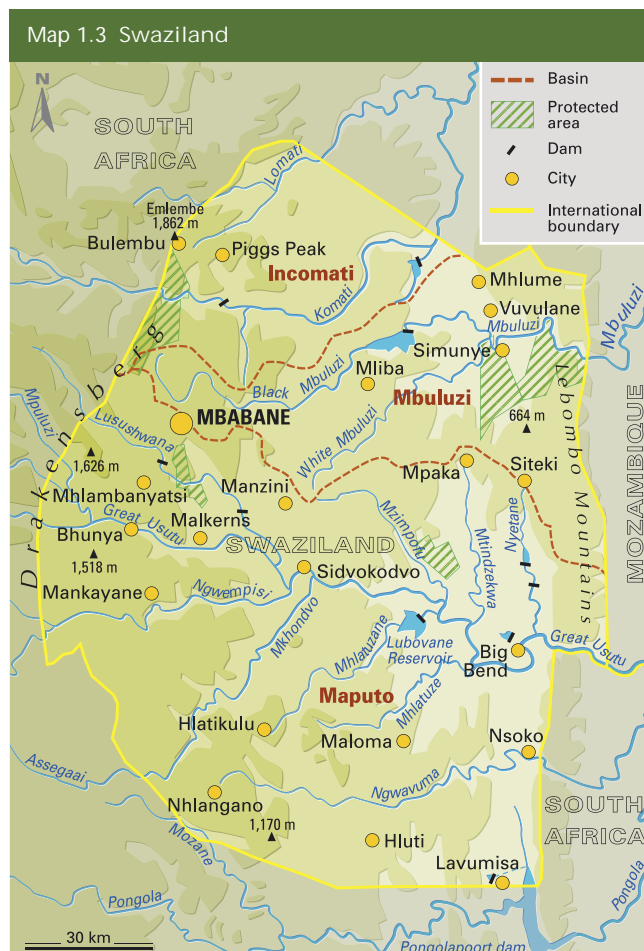 Map 1.3 Swaziland
N
Basin
Protected
area
Dam
City
International
boundary
SOUTH
AFRICA
Lomati
Emlembe
1,862 m
Bulembu
Piggs Peak
Incomati
Komati
Mhlume
Vuvulane
Mbuluzi
Mbuluzi
Simunye
Drakensberg
Black Mbuluzi
Mliba
Mbuluzi
Mpuluzi
Lusushwana
MBABANE
White Mbuluzi
664 m
Lebombo Mountains
MOZAMBIQUE
1,626 m
Mpaka
Siteki
Mhlambanyatsi
Manzini
Great Usutu
Malkerns
Bhunya
SWAZILAND
Mzimpofu
Mtindzekwa
Nyetane
1,518 m
Sidvokodvo
Mankayane
Ngwempisi
Mkhondvo
Mhlatuzane
Lubovane
Reservoir
Big
Bend
Great Usutu
Maputo
Mhlatuze
Hlatikulu
Maloma
Nsoko
Assegaai
Ngwavuma
Nhlangano
SOUTH
AFRICA
Mozane
1,170 m
Hluti
Lavumisa
Pongola
Pongola
Pongolapoort dam
30 km